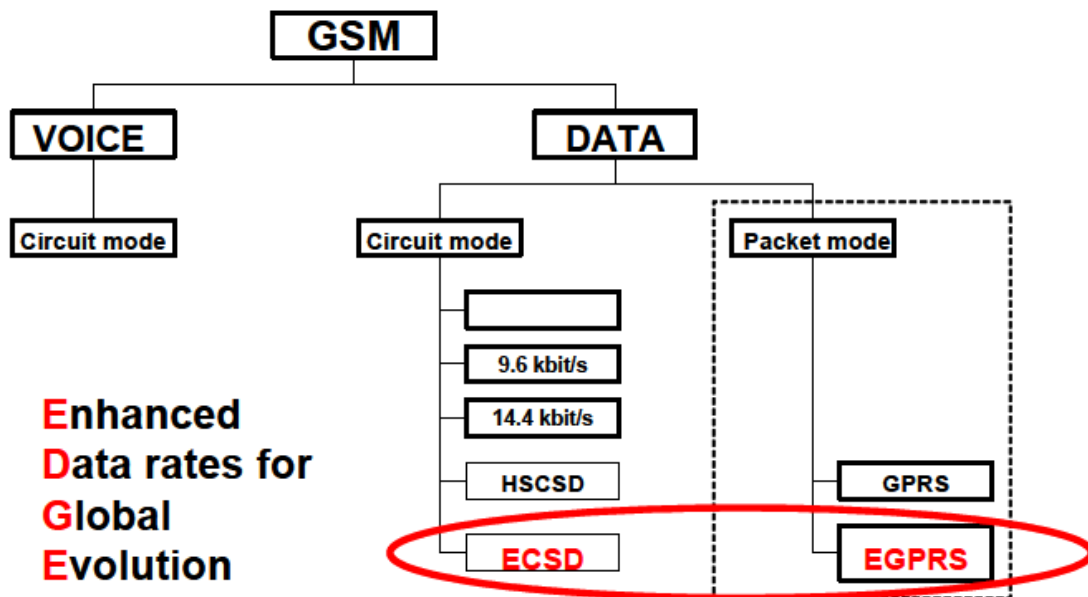 GSM
VOICE
DATA
Circuit mode
Circuit mode
Packet mode
9.6 kbit/s
14.4 kbit/s
HSCSD
GPRS
ECSD
EGPRS
Enhanced
Data rates for
Global
Evolution